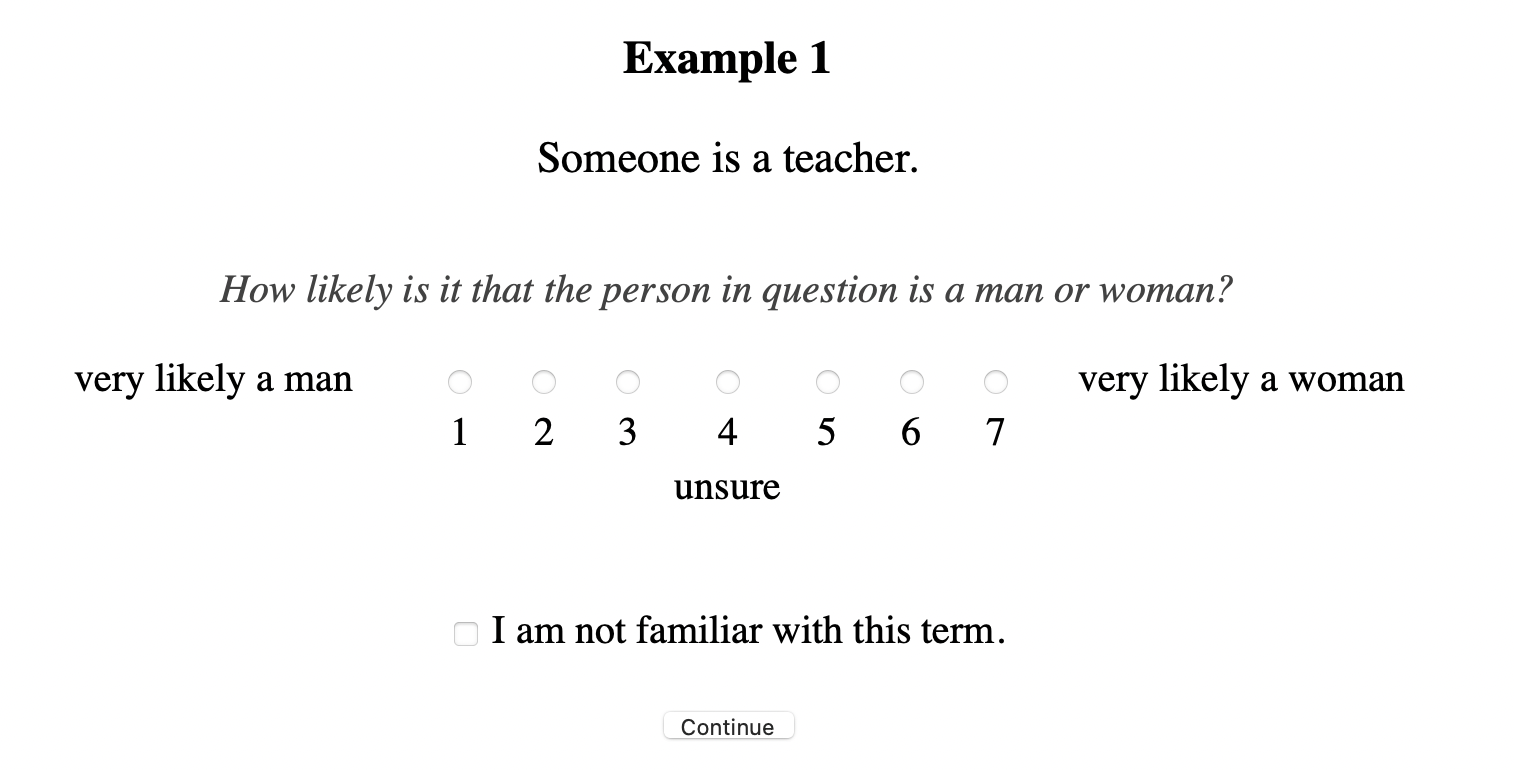 Example 1
Someone is a teacher.
How likely is it that the person in question is a man or woman?
very likely a man very likely a woman
1 2 3 4 5 6 7
unsure
I am not familiar with this term.
Continue